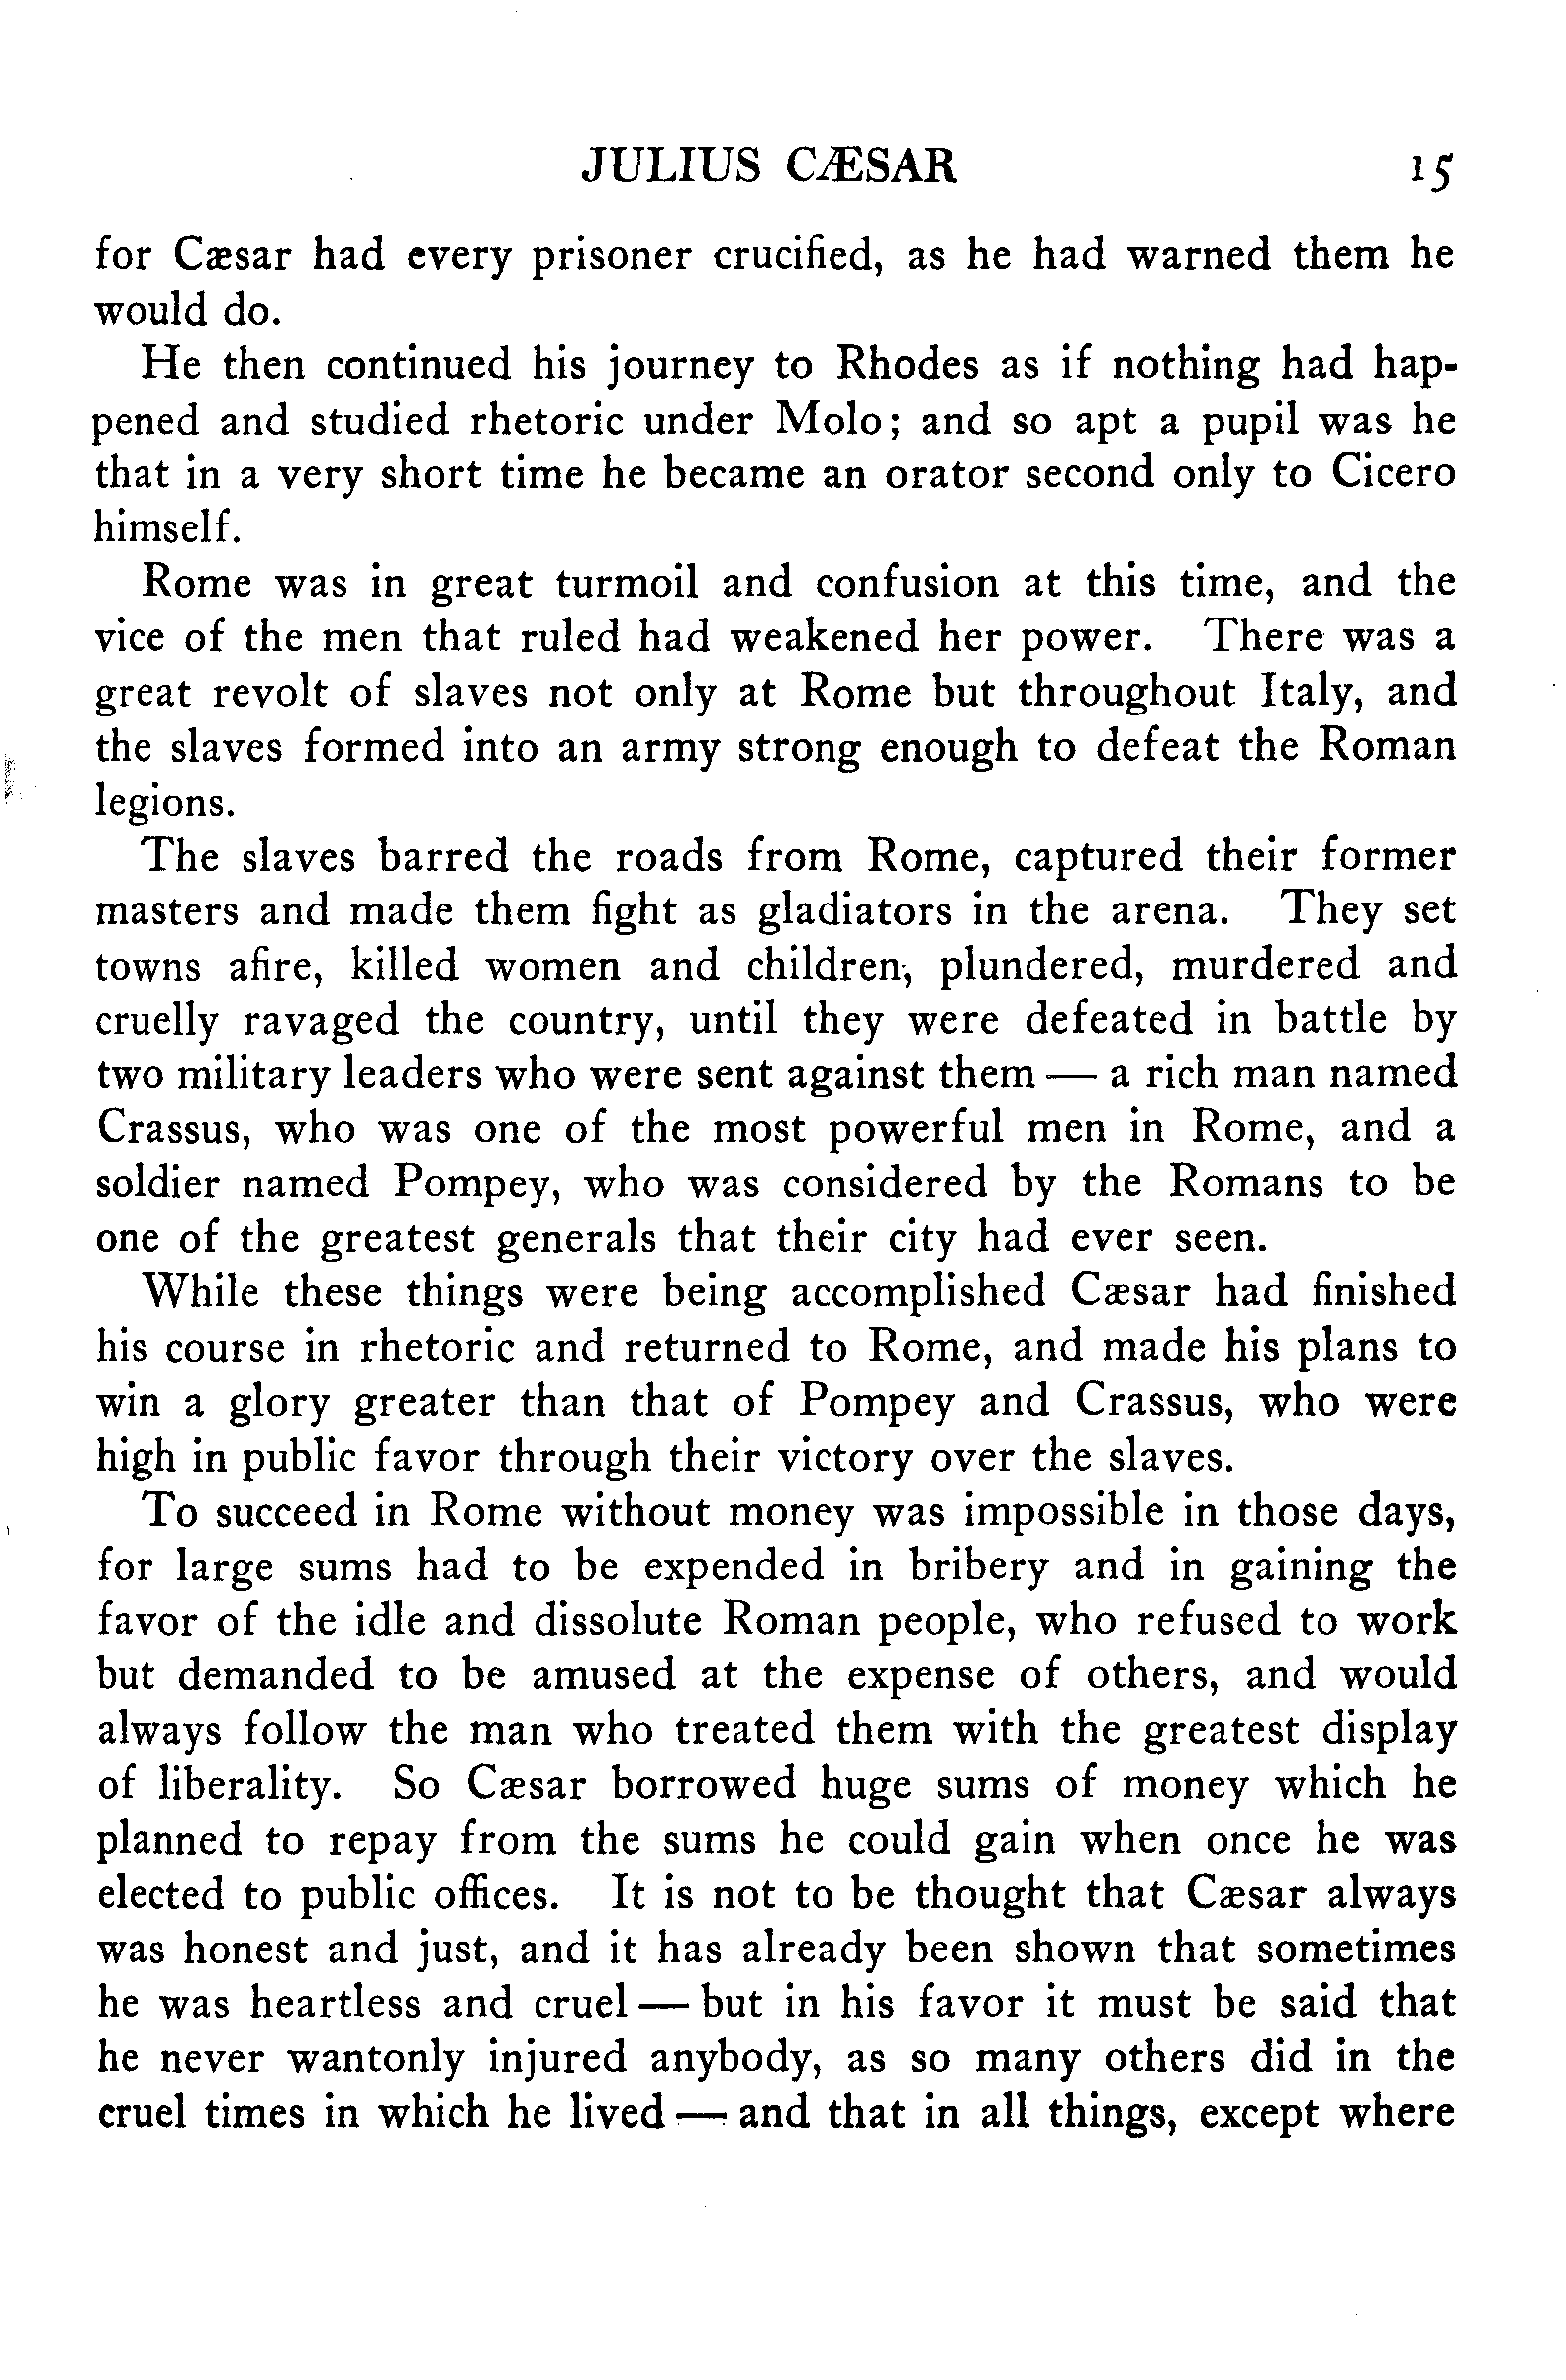 JULIUS CÆSAR 15
for Cæsar had every prisoner crucified, as he had warned them he
would do.
He then continued his journey to Rhodes as if nothing had hap-
pened and studied rhetoric under Molo; and so apt a pupil was he
that in a very short time he became an orator second only to Cicero
himself.
Rome was in great turmoil and confusion at this time, and the
vice of the men that ruled had weakened her power. There was a
great revolt of slaves not only at Rome but throughout Italy, and
the slaves formed into an army strong enough to defeat the Roman
legions.
The slaves barred the roads from Rome, captured their former
masters and made them fight as gladiators in the arena. They set
towns afire, killed women and children, plundered, murdered and
cruelly ravaged the country, until they were defeated in battle by
two military leaders who were sent against them — a rich man named
Crassus, who was one of the most powerful men in Rome, and a
soldier named Pompey, who was considered by the Romans to be
one of the greatest generals that their city had ever seen.
While these things were being accomplished Cæsar had finished
his course in rhetoric and returned to Rome, and made his plans to
win a glory greater than that of Pompey and Crassus, who were
high in public favor through their victory over the slaves.
To succeed in Rome without money was impossible in those days,
for large sums had to be expended in bribery and in gaining the
favor of the idle and dissolute Roman people, who refused to work
but demanded to be amused at the expense of others, and would
always follow the man who treated them with the greatest display
of liberality. So Cæsar borrowed huge sums of money which he
planned to repay from the sums he could gain when once he was
elected to public offices. It is not to be thought that Cæsar always
was honest and just, and it has already been shown that sometimes
he was heartless and cruel — but in his favor it must be said that
he never wantonly injured anybody, as so many others did in the
cruel times in which he lived — and that in all things, except where